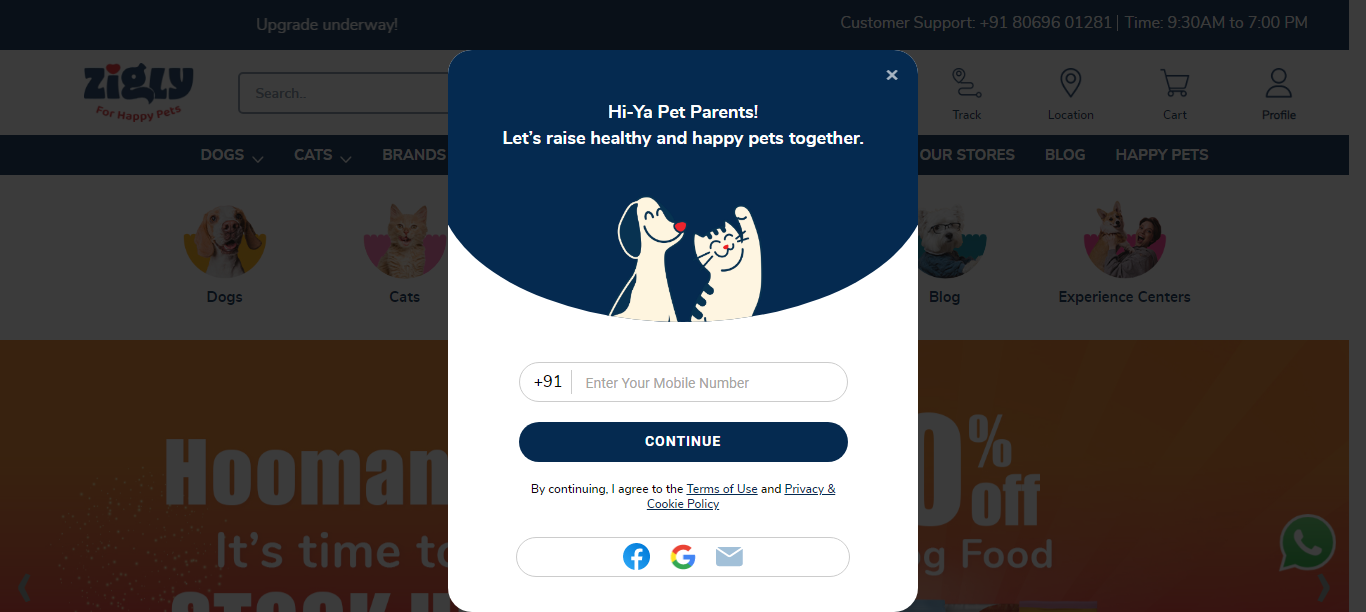 Upgrade underway!
Customer Support: +91 80696 01281 | Time: 9:30AM to 7:00 PM
zigly
For Happy Pets
Search...
Track
Location
Cart
Profile
DOGS
CATS
BRANDS
OUR STORES
BLOG
HAPPY PETS
Dogs
Cats
Blog
Experience Centers
×
Hi-Ya Pet Parents!
Let's raise healthy and happy pets together.
+91
Enter Your Mobile Number
CONTINUE
By continuing, I agree to the Terms of Use and Privacy &
Cookie Policy
Hooman
It's time to
0%
off
Food